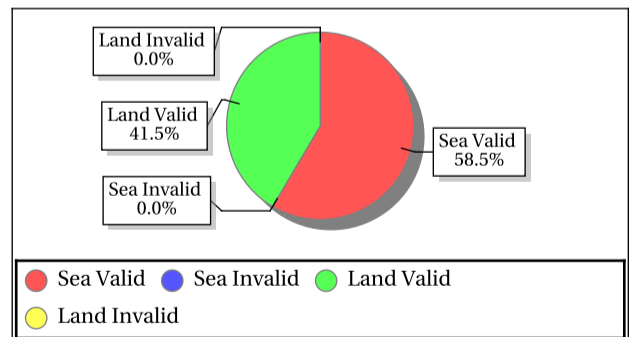 Land Invalid
0.0%
Land Valid
41.5%
Sea Valid
58.5%
Sea Invalid
0.0%
Sea Valid Sea Invalid Land Valid
Land Invalid